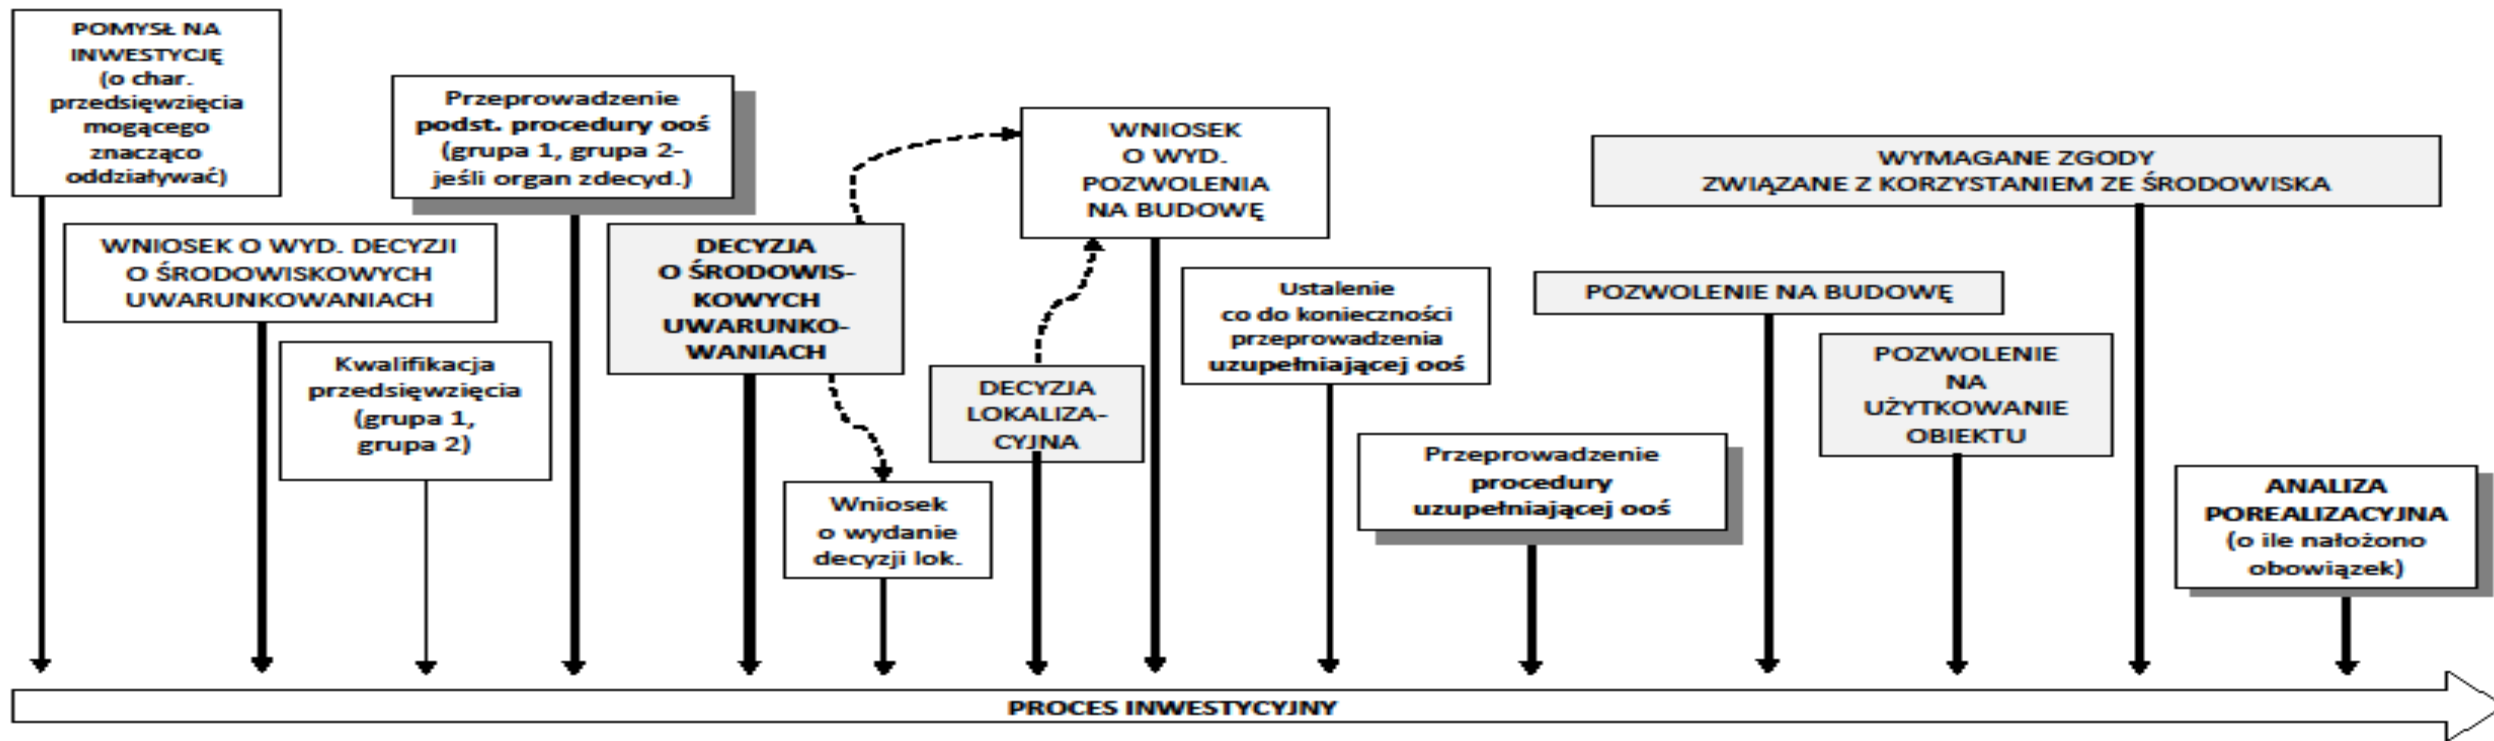 POMYSŁ NA
INWESTYCJĘ
(o char.
przedsięwzięcia
mogącego
znacząco
oddziaływać)
WNIOSEK O WYD. DECYZJI
O ŚRODOWISKOWYCH
UWARUNKOWANIACH
Kwalifikacja
przedsięwzięcia
(grupa 1,
grupa 2)
Przeprowadzenie
podst. procedury ooś
(grupa 1, grupa 2-
jeśli organ zdecyd.)
DECYZJA
O ŚRODOWIS-
KOWYCH
UWARUNKO-
WANIACH
Wniosek
o wydanie
decyzji lok.
DECYZJA
LOKALIZA-
CYJNA
WNIOSEK
O WYD.
POZWOLENIA
NA BUDOWĘ
Ustalenie
co do konieczności
przeprowadzenia
uzupełniającej ooś
Przeprowadzenie
procedury
uzupełniającej ooś
POZWOLENIE NA BUDOWĘ
POZWOLENIE
NA
UŻYTKOWANIE
OBIEKTU
WYMAGANE ZGODY
ZWIĄZANE Z KORZYSTANIEM ZE ŚRODOWISKA
ANALIZA
POREALIZACYJNA
(o ile nałożono
obowiązek)
PROCES INWESTYCYJNY